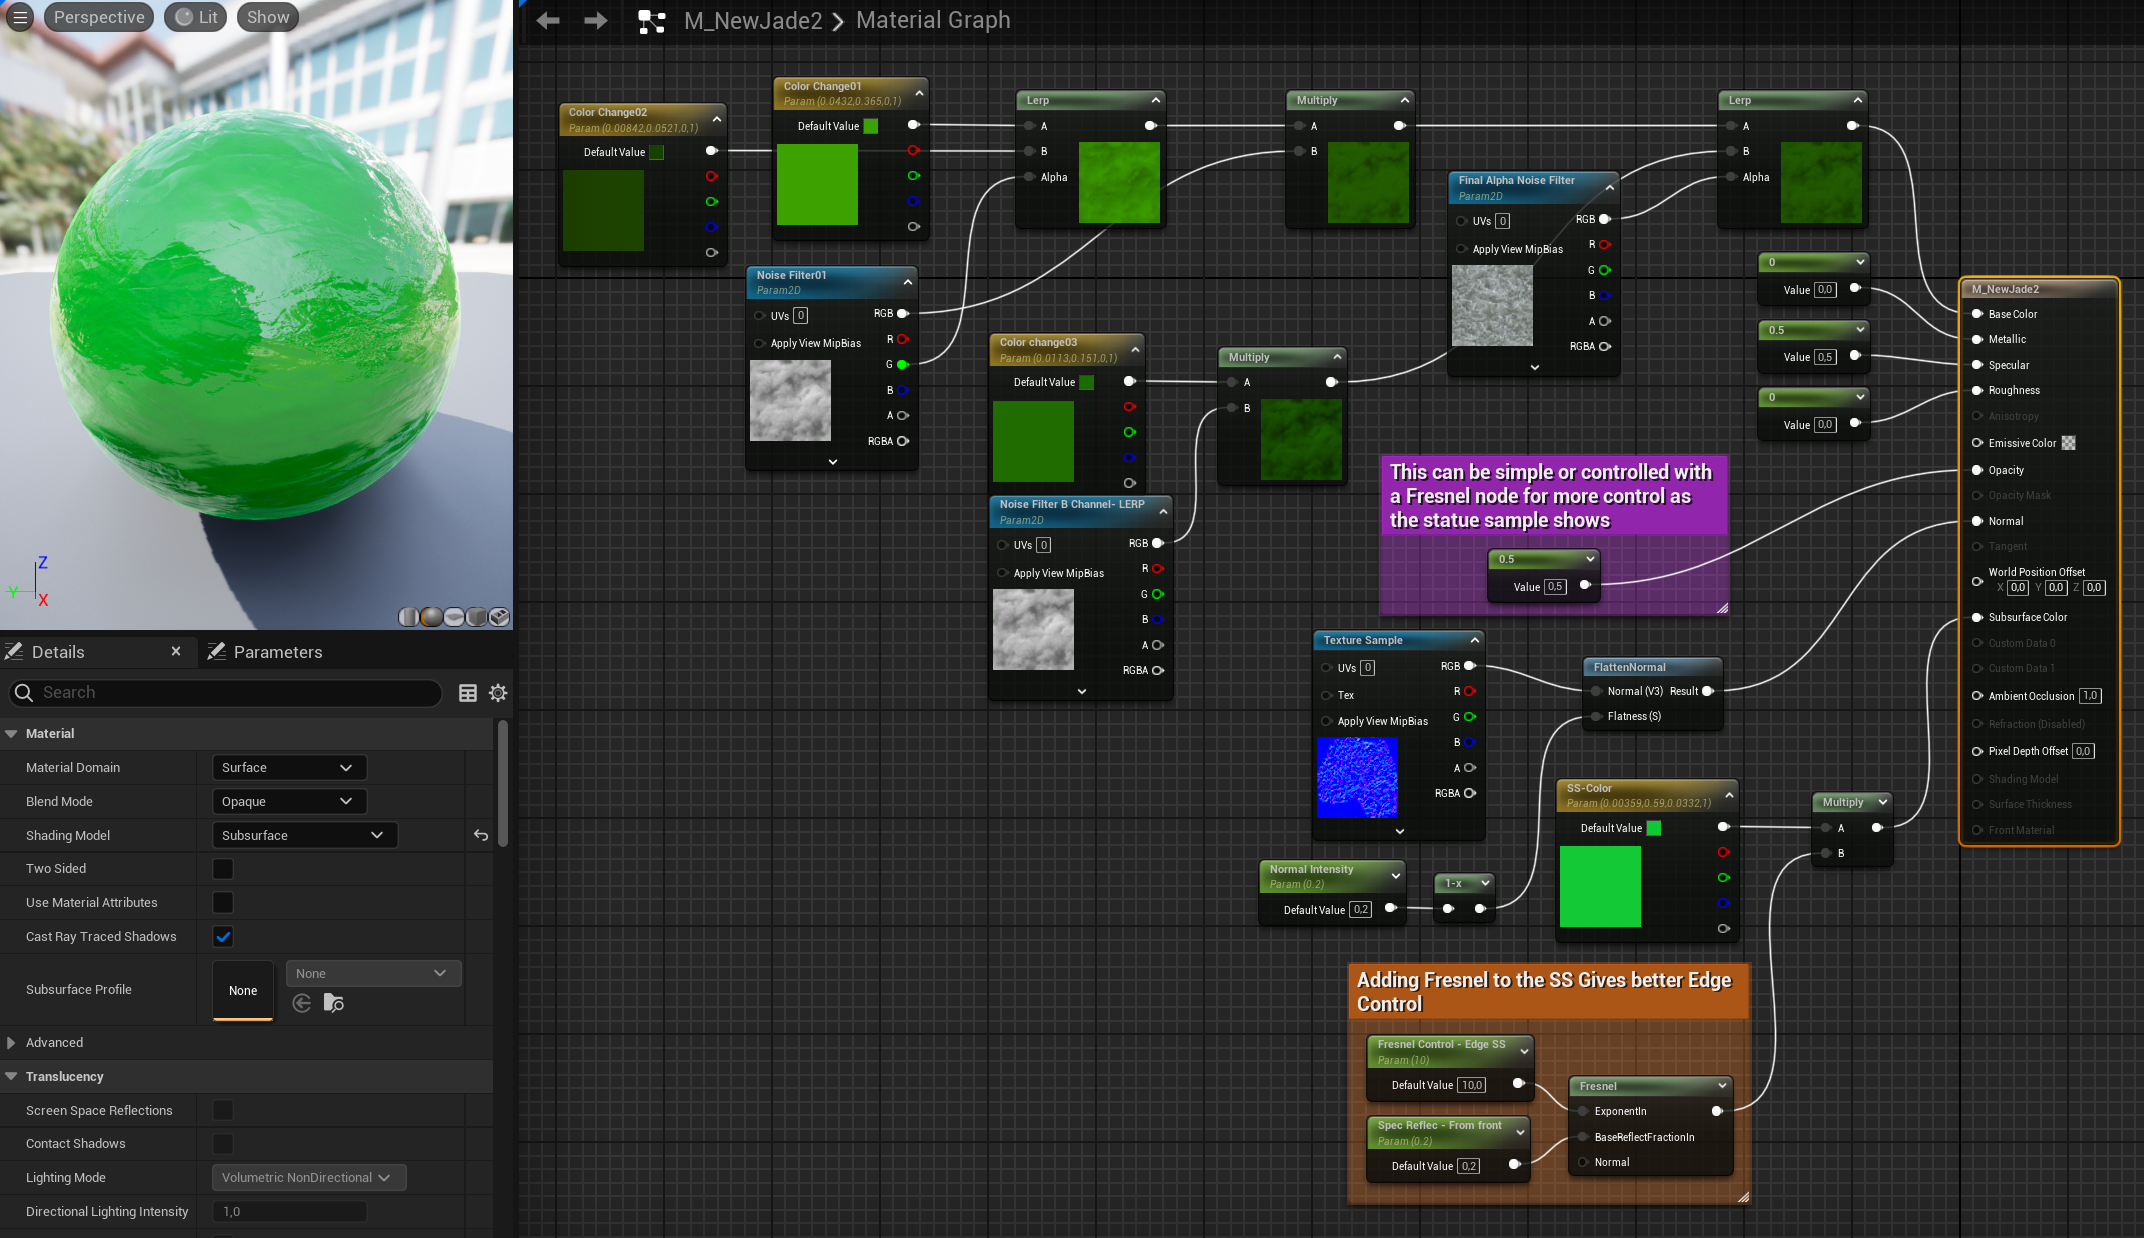 Perspective
Lit
Show
M_NewJade2
Material Graph
Color Change02
Param (0.00842,0.0521,0,1)
Default Value
Color Change01
Param (0.0432,0.365,0,1)
Default Value
Lerp
A
B
Alpha
Multiply
A
B
Lerp
A
B
Alpha
Final Alpha Noise Filter
Param2D
UVs 0
RGB
Apply View MipBias
R
G
B
A
RGBA
Noise Filter01
Param2D
UVs 0
RGB
Apply View MipBias
R
G
B
A
RGBA
Color change03
Param (0.0113,0.151,0,1)
Default Value
Multiply
A
B
Noise Filter B Channel- LERP
Param2D
UVs 0
RGB
Apply View MipBias
R
G
B
A
RGBA
0
Value 0,0
0.5
Value 0,5
0
Value 0,0
This can be simple or controlled with
a Fresnel node for more control as
the statue sample shows
0.5
Value 0,5
Texture Sample
UVs 0
RGB
Tex
R
Apply View MipBias
G
B
A
RGBA
FlattenNormal
Normal (V3) Result
Flatness (S)
Normal Intensity
Param (0.2)
Default Value 0,2
1-x
SS-Color
Param (0.00359,0.59,0.0332,1)
Default Value
Multiply
A
B
Adding Fresnel to the SS Gives better Edge
Control
Fresnel Control - Edge SS
Param (10)
Default Value 10,0
Spec Reflec - From front
Param (0.2)
Default Value 0,2
Fresnel
ExponentIn
BaseReflectFractionIn
Normal
M_NewJade2
Base Color
Metallic
Specular
Roughness
Anisotropy
Emissive Color
Opacity
Opacity Mask
Normal
Tangent
World Position Offset
X 0,0 Y 0,0 Z 0,0
Subsurface Color
Custom Data 0
Custom Data 1
Ambient Occlusion 1,0
Refraction (Disabled)
Pixel Depth Offset 0,0
Shading Model
Surface Thickness
Front Material
Z
Y
X
Details
Parameters
Search
Material
Material Domain Surface
Blend Mode Opaque
Shading Model Subsurface
Two Sided
Use Material Attributes
Cast Ray Traced Shadows
Subsurface Profile
None
None
Advanced
Translucency
Screen Space Reflections
Contact Shadows
Lighting Mode Volumetric NonDirectional
Directional Lighting Intensity 1,0